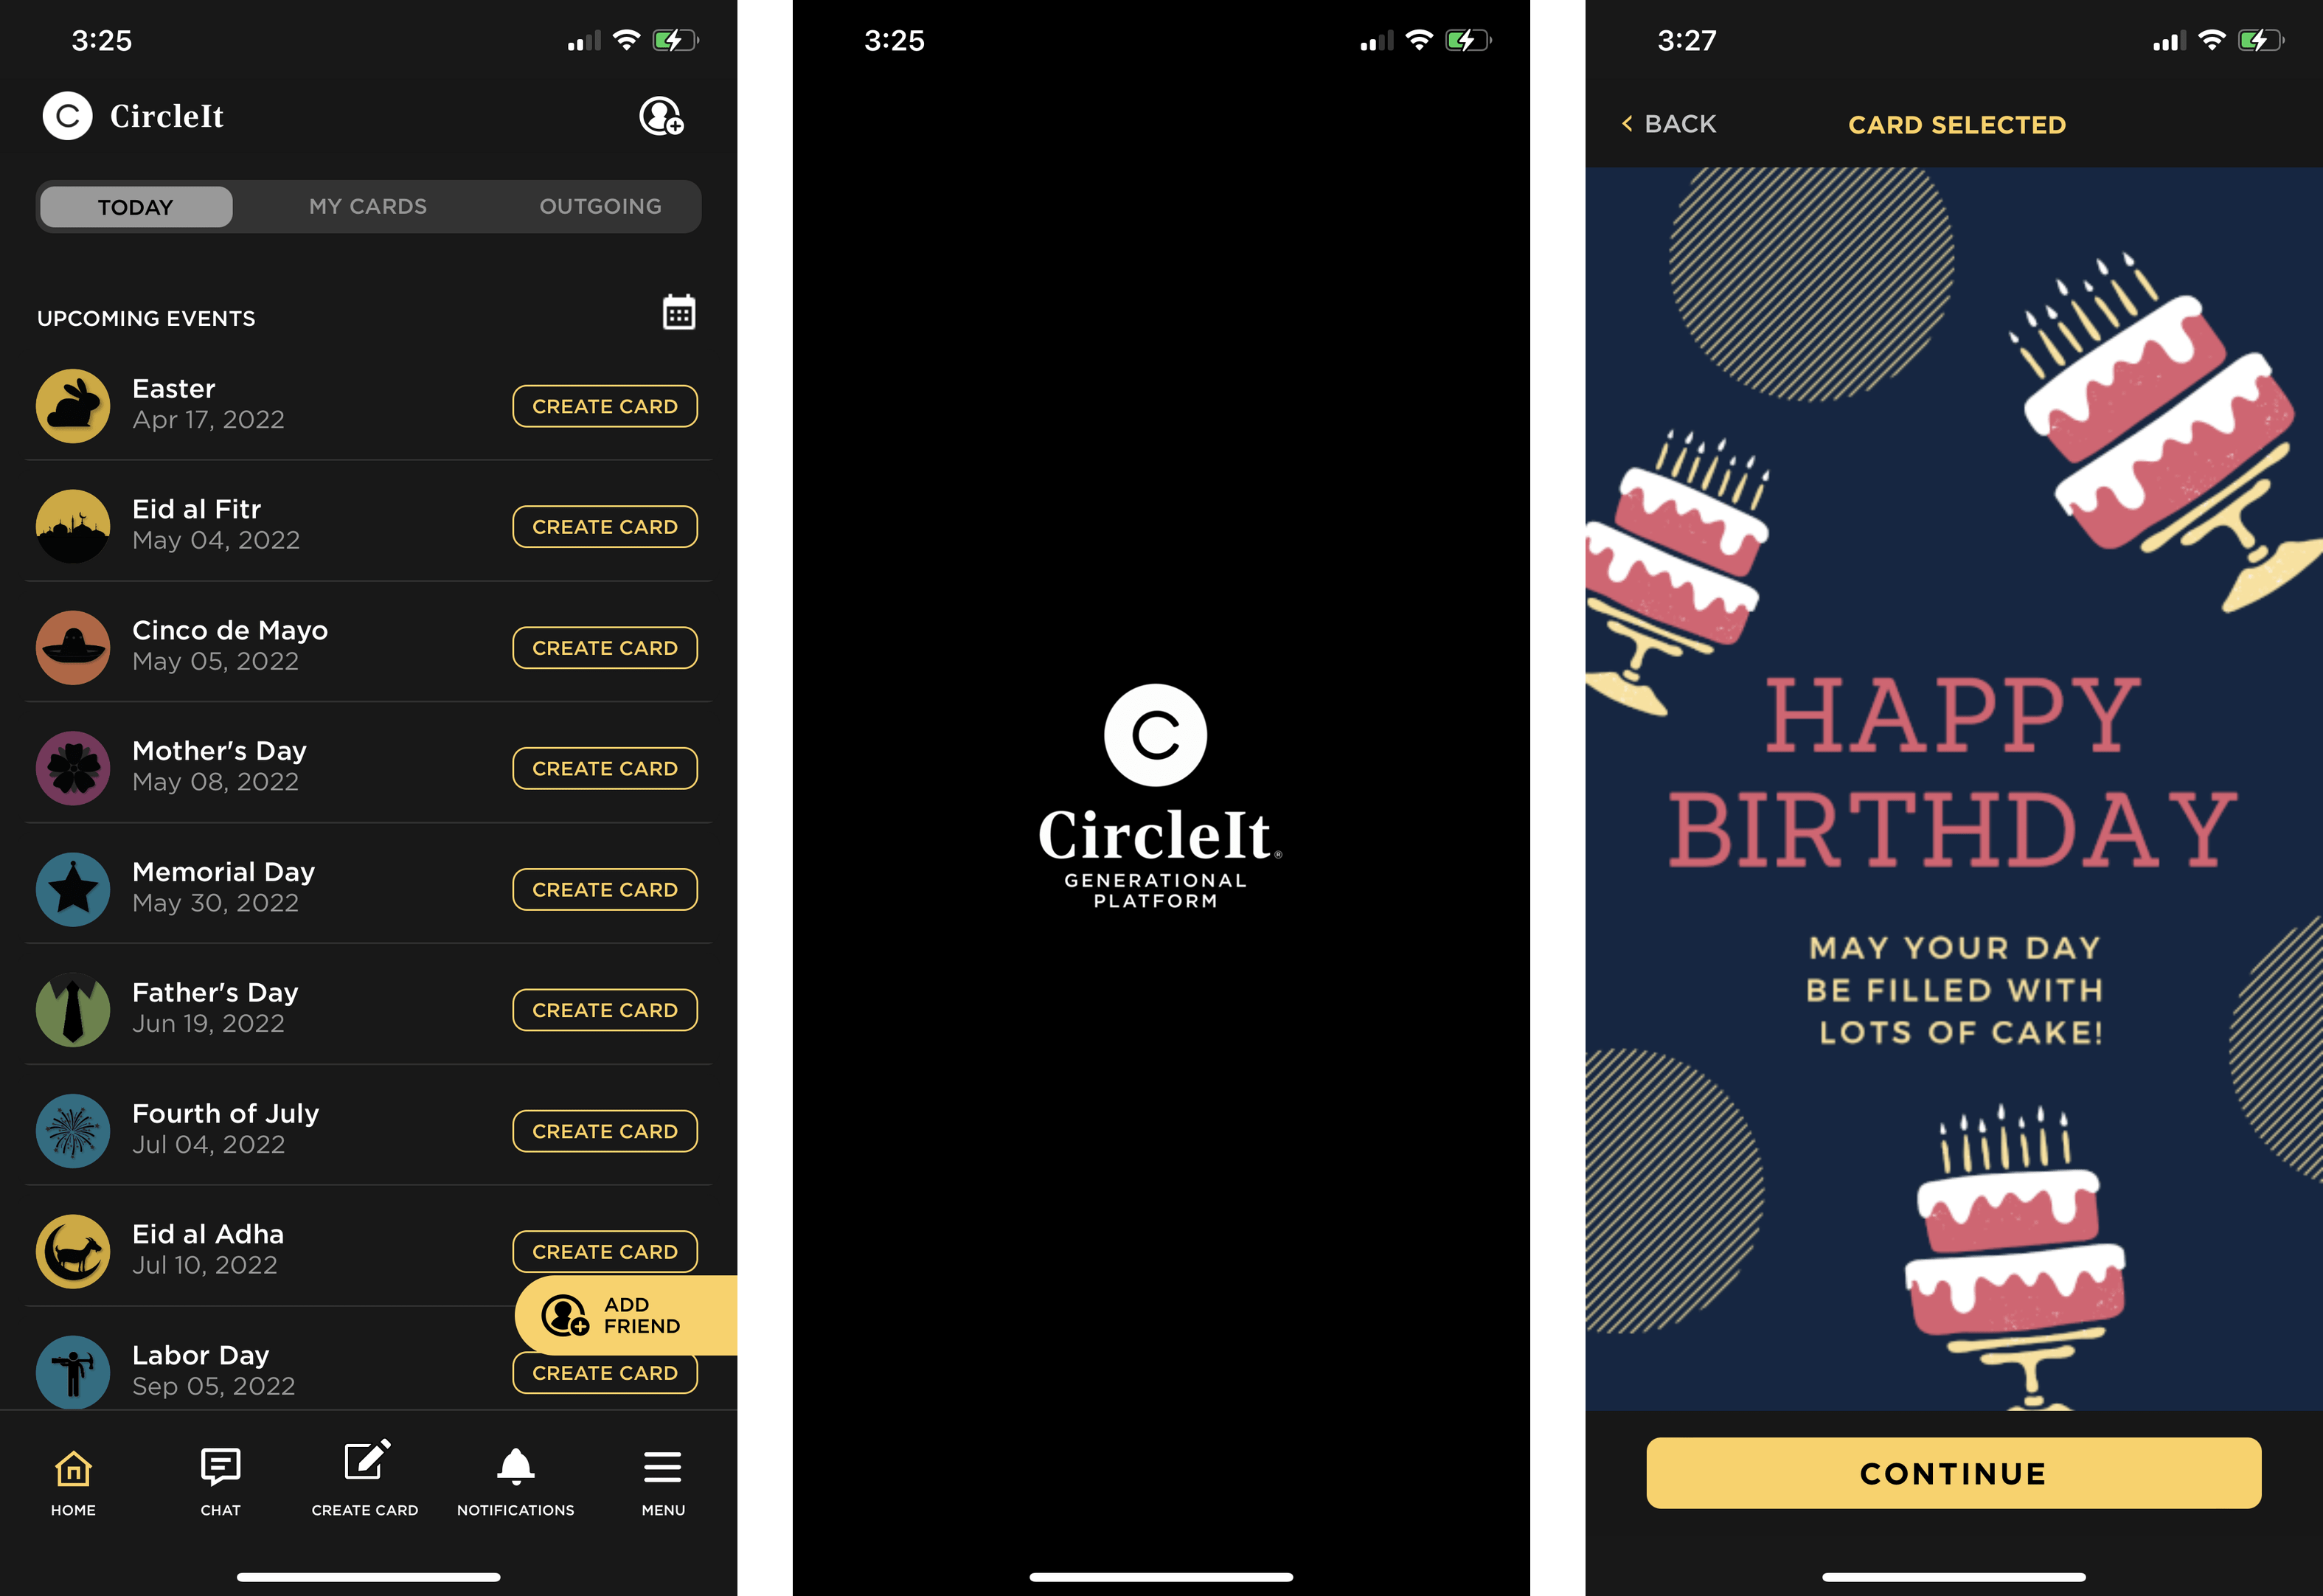 3:25
C CircleIt
TODAY MY CARDS OUTGOING
UPCOMING EVENTS
Easter
Apr 17, 2022
CREATE CARD
Eid al Fitr
May 04, 2022
CREATE CARD
Cinco de Mayo
May 05, 2022
CREATE CARD
Mother's Day
May 08, 2022
CREATE CARD
Memorial Day
May 30, 2022
CREATE CARD
Father's Day
Jun 19, 2022
CREATE CARD
Fourth of July
Jul 04, 2022
CREATE CARD
Eid al Adha
Jul 10, 2022
CREATE CARD
ADD
FRIEND
Labor Day
Sep 05, 2022
CREATE CARD
HOME CHAT CREATE CARD NOTIFICATIONS MENU
3:25
C
CircleIt®
GENERATIONAL
PLATFORM
3:27
< BACK CARD SELECTED
HAPPY
BIRTHDAY
MAY YOUR DAY
BE FILLED WITH
LOTS OF CAKE!
CONTINUE